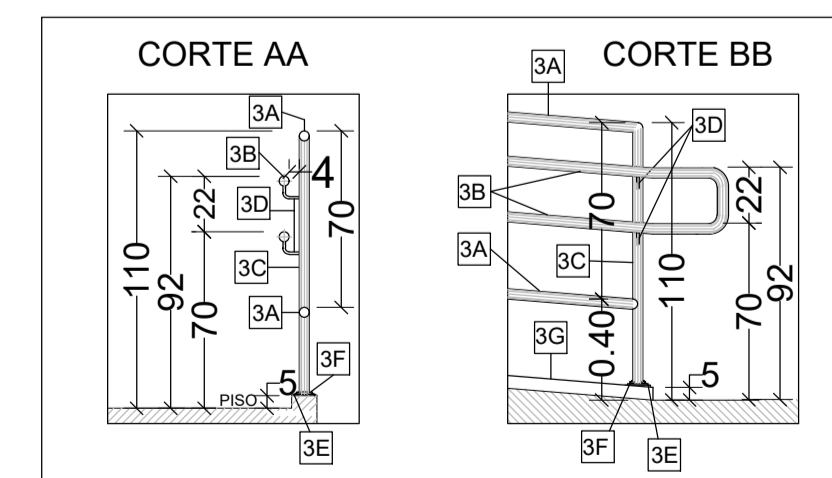 CORTE AA
CORTE BB
3A
3B
4
3D
22
70
110
92
70
3C
3A
3F
5
PISO
3E
3A
3D
3B
22
70
3A
3C
110
92
70
3G
0.40
5
3F
3E